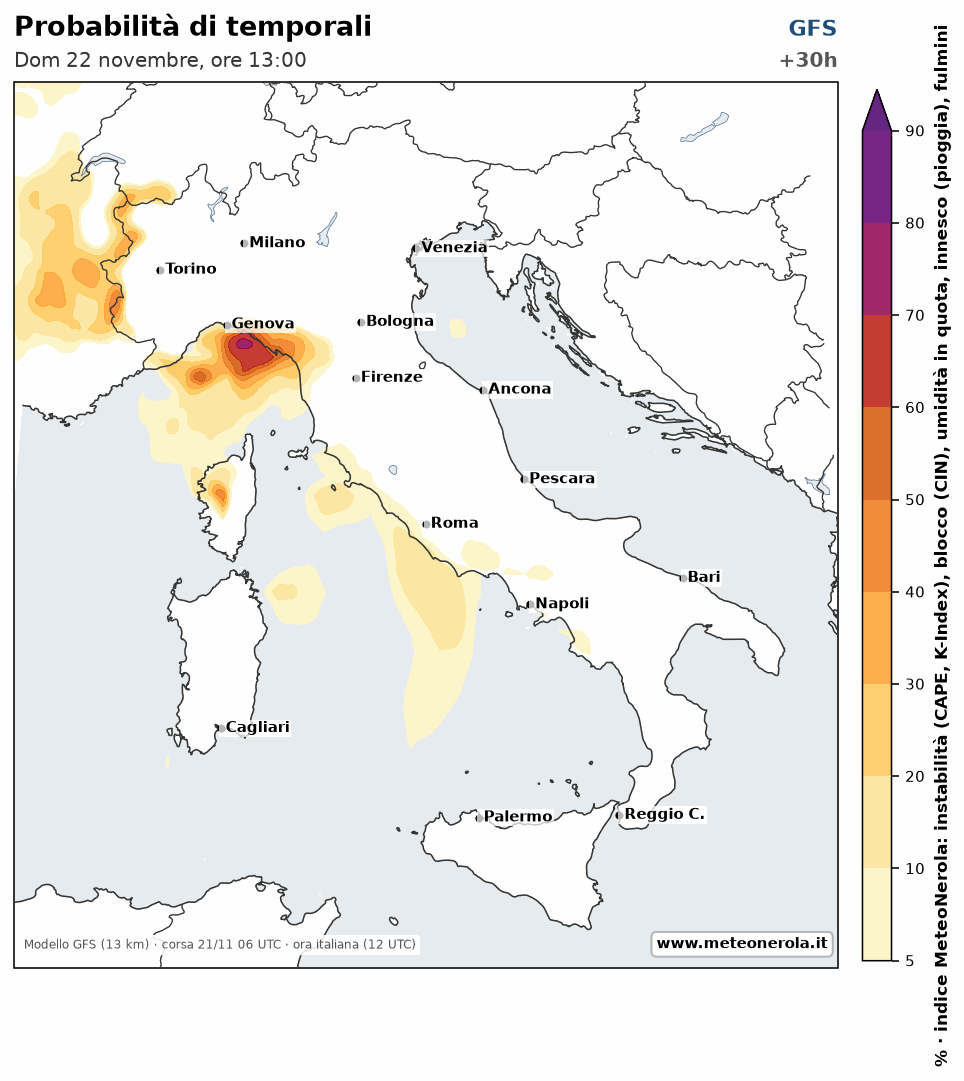 Probabilità di temporali
GFS
Dom 22 novembre, ore 13:00
+30h
90
80
70
60
50
40
30
20
10
5
% · indice MeteoNerola: instabilità (CAPE, K-Index), blocco (CIN), umidità in quota, innesco (pioggia), fulmini
Milano
Venezia
Torino
Genova
Bologna
Firenze
Ancona
Pescara
Roma
Bari
Napoli
Cagliari
Palermo
Reggio C.
Modello GFS (13 km) · corsa 21/11 06 UTC · ora italiana (12 UTC)
www.meteonerola.it